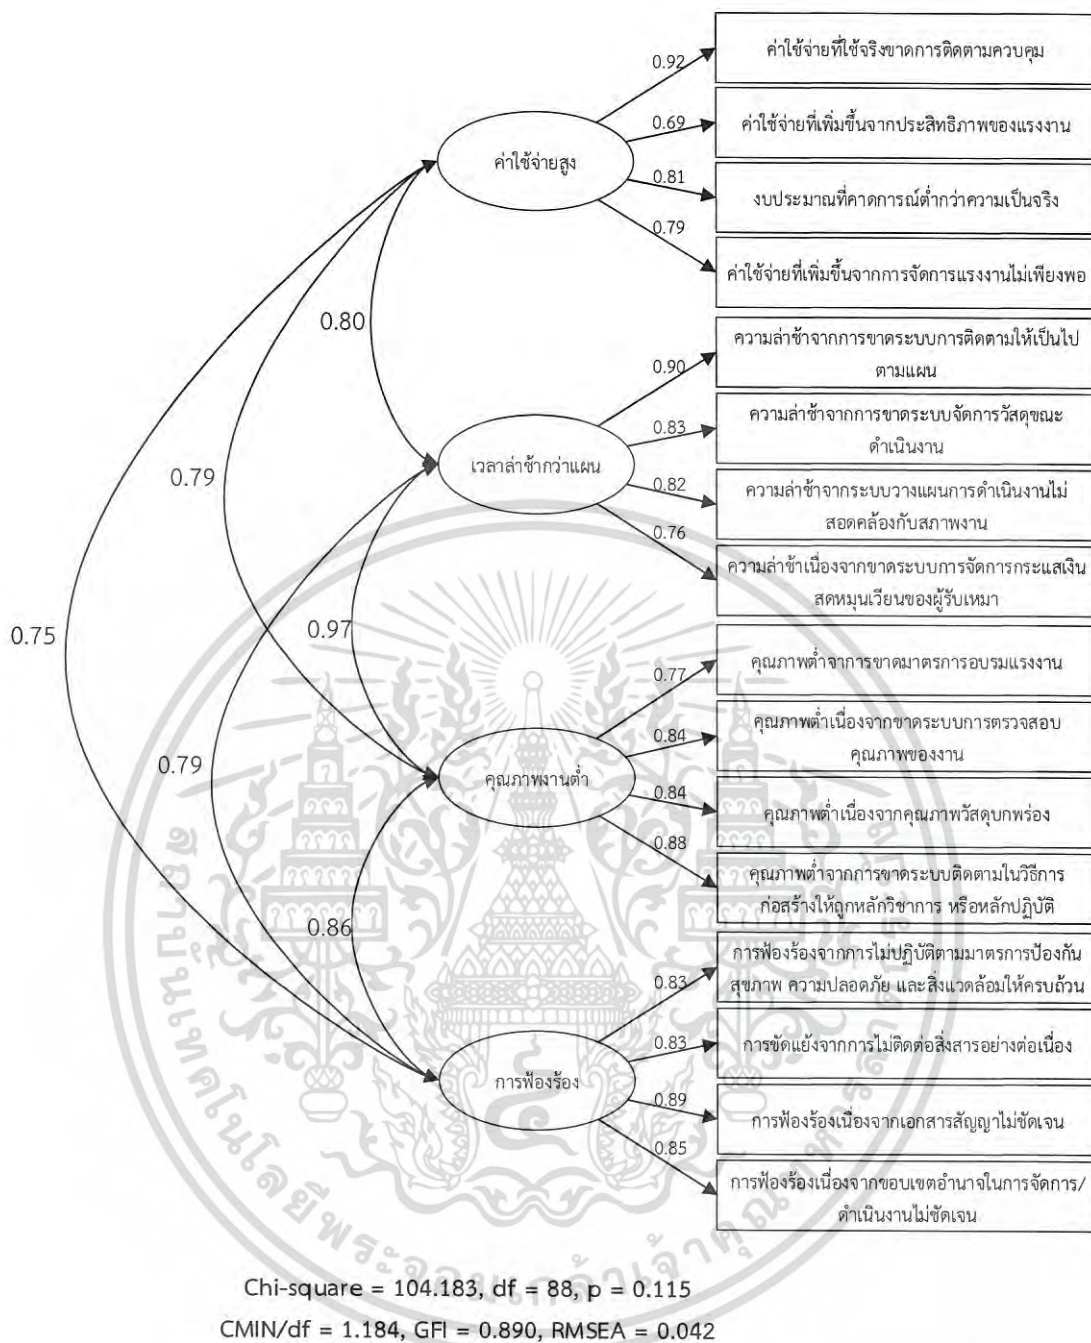 0.92
ค่าใช้จ่ายที่ใช้จริงขาดการติดตามควบคุม
0.69
ค่าใช้จ่ายที่เพิ่มขึ้นจากประสิทธิภาพของแรงงาน
ค่าใช้จ่ายสูง
0.81
งบประมาณที่คาดการณ์ต่ำกว่าความเป็นจริง
0.79
ค่าใช้จ่ายที่เพิ่มขึ้นจากการจัดการแรงงานไม่เพียงพอ
0.80
0.90
ความล่าช้าจากการขาดระบบการติดตามให้เป็นไป
ตามแผน
0.83
ความล่าช้าจากการขาดระบบจัดการวัสดุขณะ
ดำเนินงาน
เวลาล่าช้ากว่าแผน
0.79
0.82
ความล่าช้าจากระบบวางแผนการดำเนินงานไม่
สอดคล้องกับสภาพงาน
0.76
ความล่าช้าเนื่องจากขาดระบบการจัดการกระแสเงิน
สดหมุนเวียนของผู้รับเหมา
0.75
0.97
0.77
คุณภาพต่ำจาการขาดมาตรการอบรมแรงงาน
0.84
คุณภาพต่ำเนื่องจากขาดระบบการตรวจสอบ
คุณภาพของงาน
0.79
คุณภาพงานต่ำ
0.84
คุณภาพต่ำเนื่องจากคุณภาพวัสดุบกพร่อง
0.88
คุณภาพต่ำจากการขาดระบบติดตามในวิธีการ
ก่อสร้างให้ถูกหลักวิชาการ หรือหลักปฏิบัติ
0.86
0.83
การฟ้องร้องจากการไม่ปฏิบัติตามมาตรการป้องกัน
สุขภาพ ความปลอดภัย และสิ่งแวดล้อมให้ครบถ้วน
0.83
การขัดแย้งจากการไม่ติดต่อสื่งสารอย่างต่อเนื่อง
การฟ้องร้อง
0.89
การฟ้องร้องเนื่องจากเอกสารสัญญาไม่ชัดเจน
0.85
การฟ้องร้องเนื่องจากขอบเขตอำนาจในการจัดการ/
ดำเนินงานไม่ชัดเจน
สถาบันเทคโนโลยีพระจอมเกล้าเจ้าคุณทหารลาดกระบัง
Chi-square = 104.183, df = 88, p = 0.115
CMIN/df = 1.184, GFI = 0.890, RMSEA = 0.042